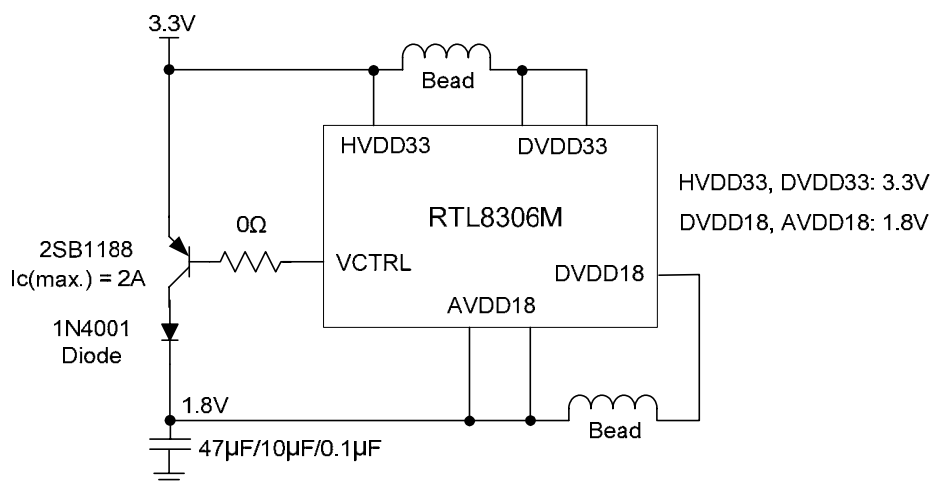 3.3V
Bead
HVDD33
DVDD33
HVDD33, DVDD33: 3.3V
RTL8306M
DVDD18, AVDD18: 1.8V
0Ω
2SB1188
Ic(max.) = 2A
VCTRL
DVDD18
AVDD18
1N4001
Diode
1.8V
Bead
47µF/10µF/0.1µF